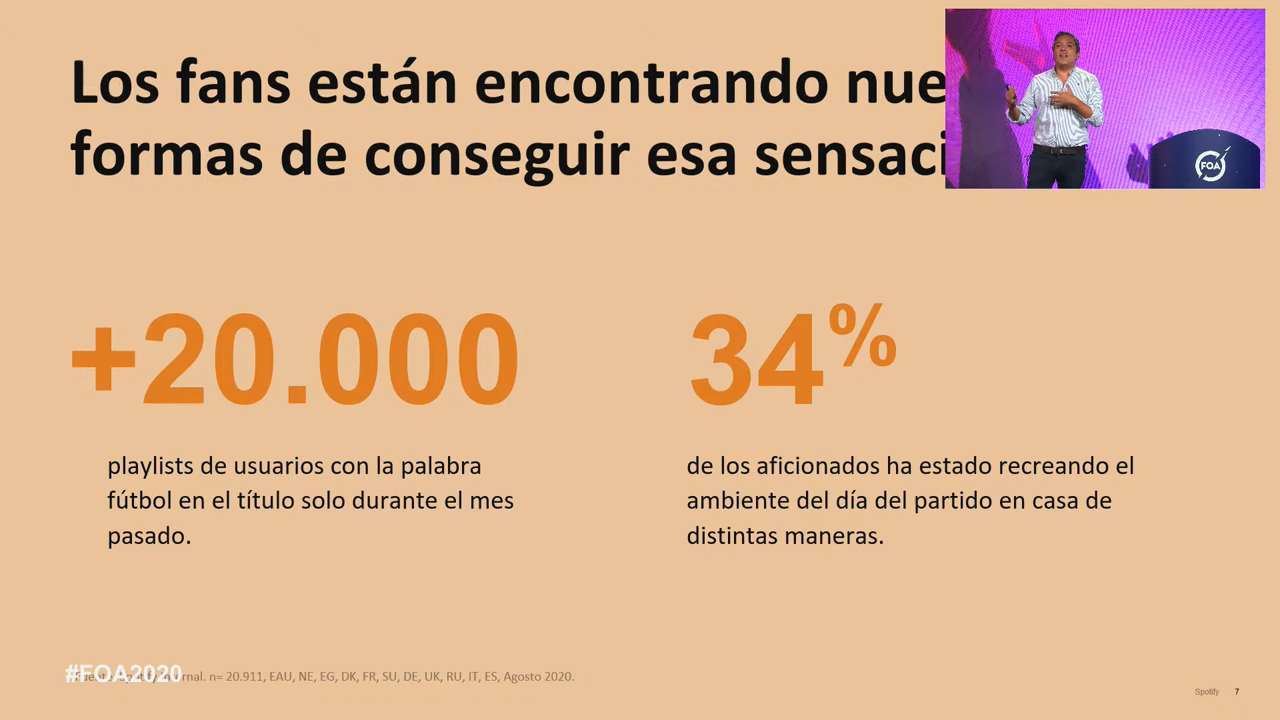 Los fans están encontrando
formas de conseguir esa
+20.000
playlists de usuarios con la palabra
fútbol en el título solo durante el mes
pasado.
34%
de los aficionados ha estado recreando el
ambiente del día del partido en casa de
distintas maneras.
FOA
#FOA2020
n= 20.911, EAU, NE, EG, DK, FR, SU, DE, UK, RU, IT, ES, Agosto 2020.
Spotify 7